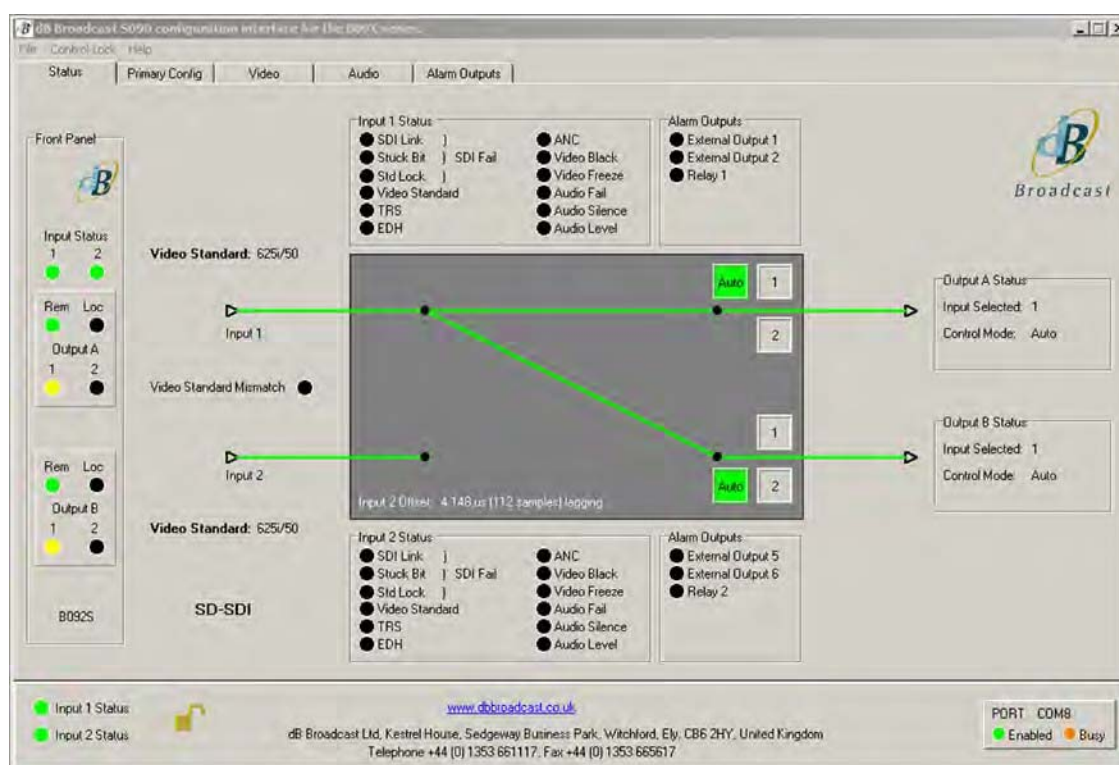 dB Broadcast S090 configuration interface for the
File Control Lock Help
Status Primary Config Video Audio Alarm Outputs
Front Panel
dB
Input Status
1 2
Rem Loc
Output A
1 2
Rem Loc
Output B
1 2
B092S
Video Standard: 625i/50
Input 1
Video Standard Mismatch
Input 2
Video Standard: 625i/50
SD-SDI
Input 1 Status
SDI Link ]
Stuck Bit ] SDI Fail
Std Lock ]
Video Standard
TRS
EDH
ANC
Video Black
Video Freeze
Audio Fail
Audio Silence
Audio Level
Alarm Outputs
External Output 1
External Output 2
Relay 1
Auto 1
2
1
Auto 2
Input 2 Offset: 4.148 us (112 samples) lagging
Input 2 Status
SDI Link ]
Stuck Bit ] SDI Fail
Std Lock ]
Video Standard
TRS
EDH
ANC
Video Black
Video Freeze
Audio Fail
Audio Silence
Audio Level
Alarm Outputs
External Output 5
External Output 6
Relay 2
dB
Broadcast
Output A Status
Input Selected: 1
Control Mode: Auto
Output B Status
Input Selected: 1
Control Mode: Auto
Input 1 Status
Input 2 Status
www.dbbroadcast.co.uk
dB Broadcast Ltd, Kestrel House, Sedgeway Business Park, Witchford, Ely. CB6 2HY, United Kingdom
Telephone +44 (0) 1353 661117, Fax +44 (0) 1353 665617
PORT COM8
Enabled Busy